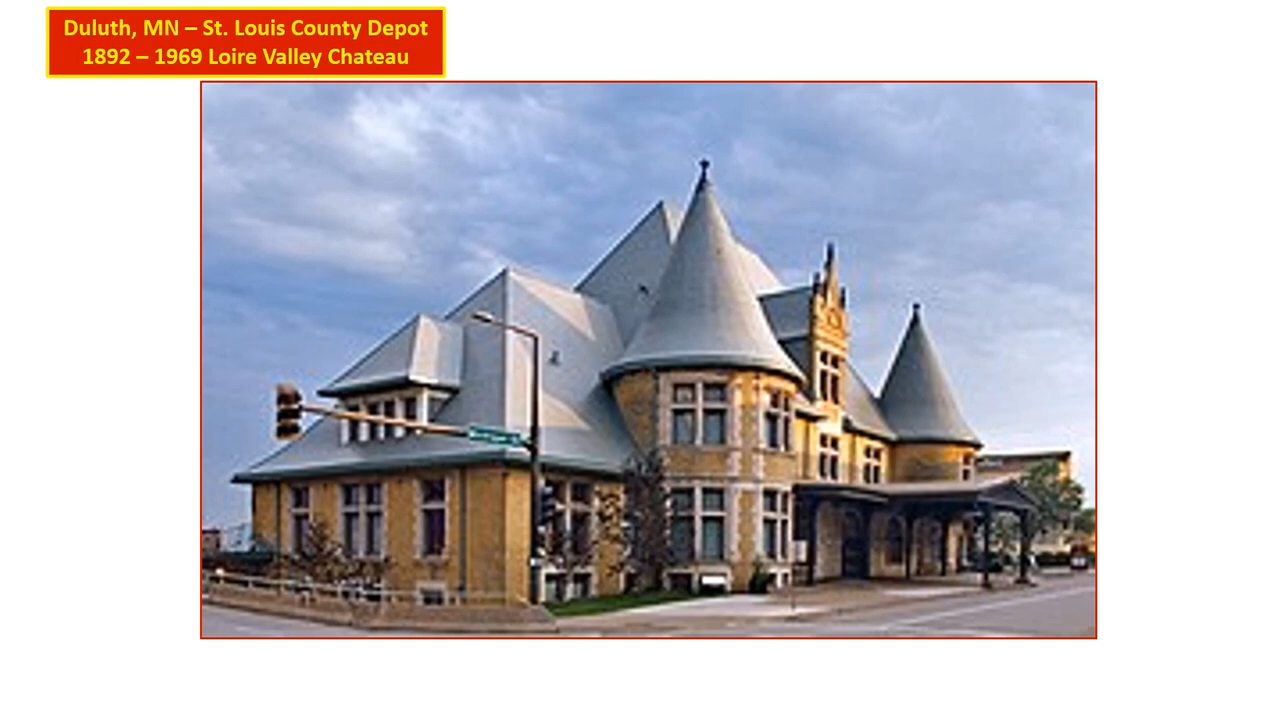 Duluth, MN – St. Louis County Depot
1892 – 1969 Loire Valley Chateau